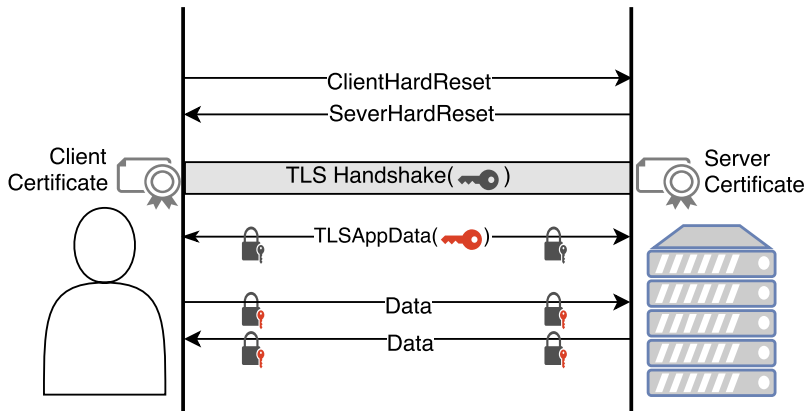 ClientHardReset
SeverHardReset
Client
Certificate
TLS Handshake( )
Server
Certificate
TLSAppData( )
Data
Data